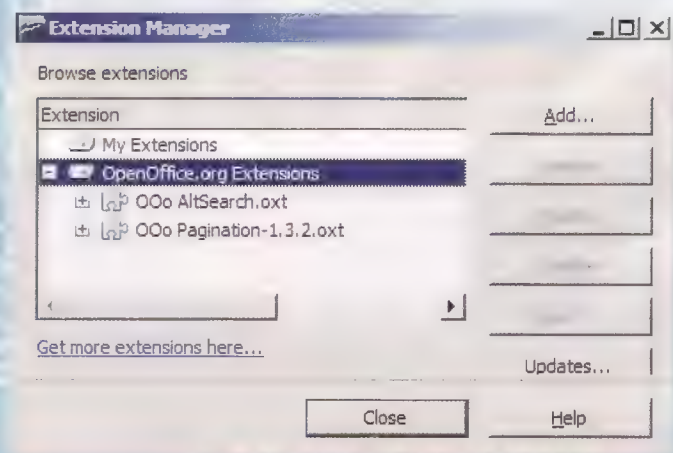 Extension Manager
Browse extensions
Extension
Add...
My Extensions
OpenOffice.org Extensions
OOo AltSearch.oxt
OOo Pagination-1.3.2.oxt
Get more extensions here...
Updates...
Close
Help